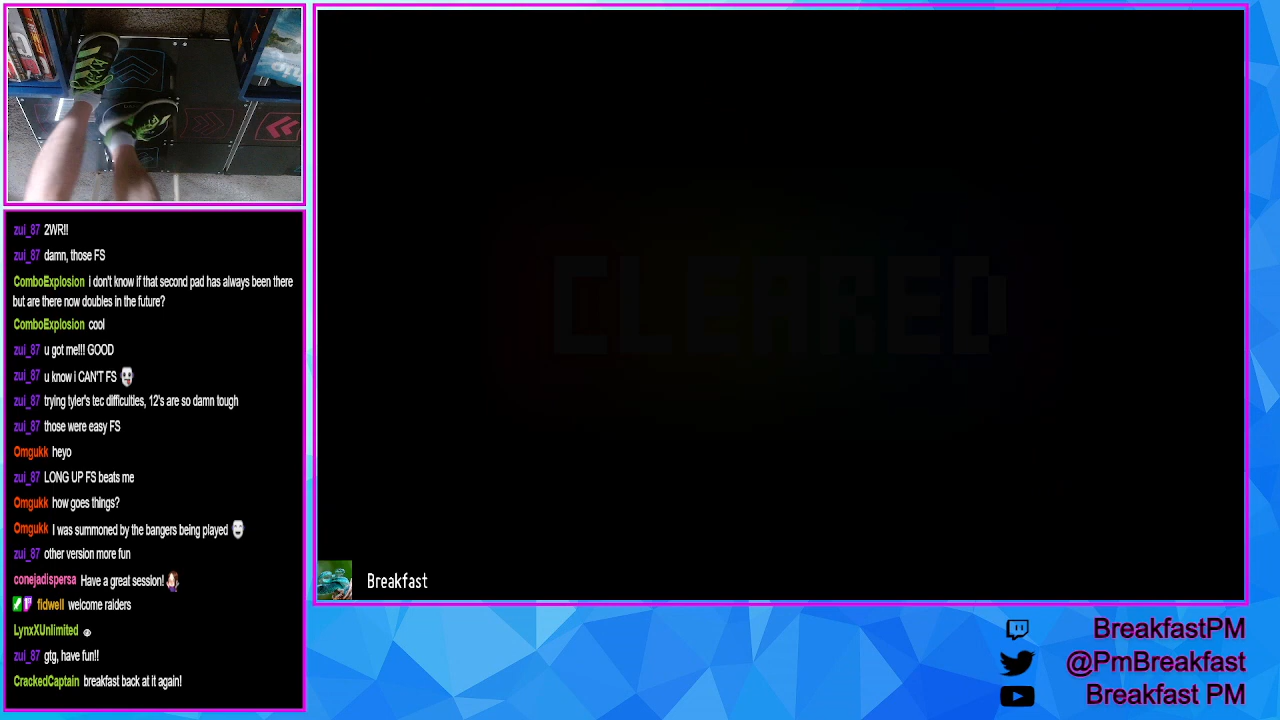 zui_87 2WR!!
zui_87 damn, those FS
ComboExplosion I don't know if that second pad has always been there
but are there now doubles in the future?
ComboExplosion cool
zui_87 u got me!!! GOOD
zui_87 u know i CAN'T FS
zui_87 trying tyler's tec difficulties, 12's are so damn tough
zui_87 those were easy FS
Omgukk heyo
zui_87 LONG UP FS beats me
Omgukk how goes things?
Omgukk I was summoned by the bangers being played
zui_87 other version more fun
conejadispersa Have a great session!
fidwell welcome raiders
LynxXUnlimited
zui_87 gtg, have fun!!
CrackedCaptain breakfast back at it again!
CLEARED
Breakfast
BreakfastPM
@PmBreakfast
Breakfast PM